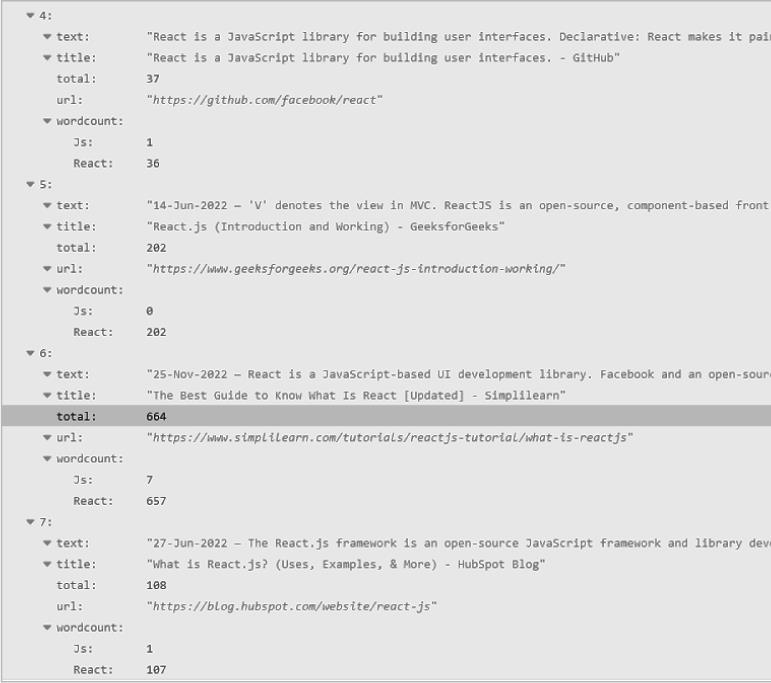 4:
text: "React is a JavaScript library for building user interfaces. Declarative: React makes it pai
title: "React is a JavaScript library for building user interfaces. - GitHub"
total: 37
url: "https://github.com/facebook/react"
wordcount:
Js: 1
React: 36
5:
text: "14-Jun-2022 — 'V' denotes the view in MVC. ReactJS is an open-source, component-based front
title: "React.js (Introduction and Working) - GeeksforGeeks"
total: 202
url: "https://www.geeksforgeeks.org/react-js-introduction-working/"
wordcount:
Js: 0
React: 202
6:
text: "25-Nov-2022 — React is a JavaScript-based UI development library. Facebook and an open-sour
title: "The Best Guide to Know What Is React [Updated] - Simplilearn"
total: 664
url: "https://www.simplilearn.com/tutorials/reactjs-tutorial/what-is-reactjs"
wordcount:
Js: 7
React: 657
7:
text: "27-Jun-2022 — The React.js framework is an open-source JavaScript framework and library deve
title: "What is React.js? (Uses, Examples, & More) - HubSpot Blog"
total: 108
url: "https://blog.hubspot.com/website/react-js"
wordcount:
Js: 1
React: 107